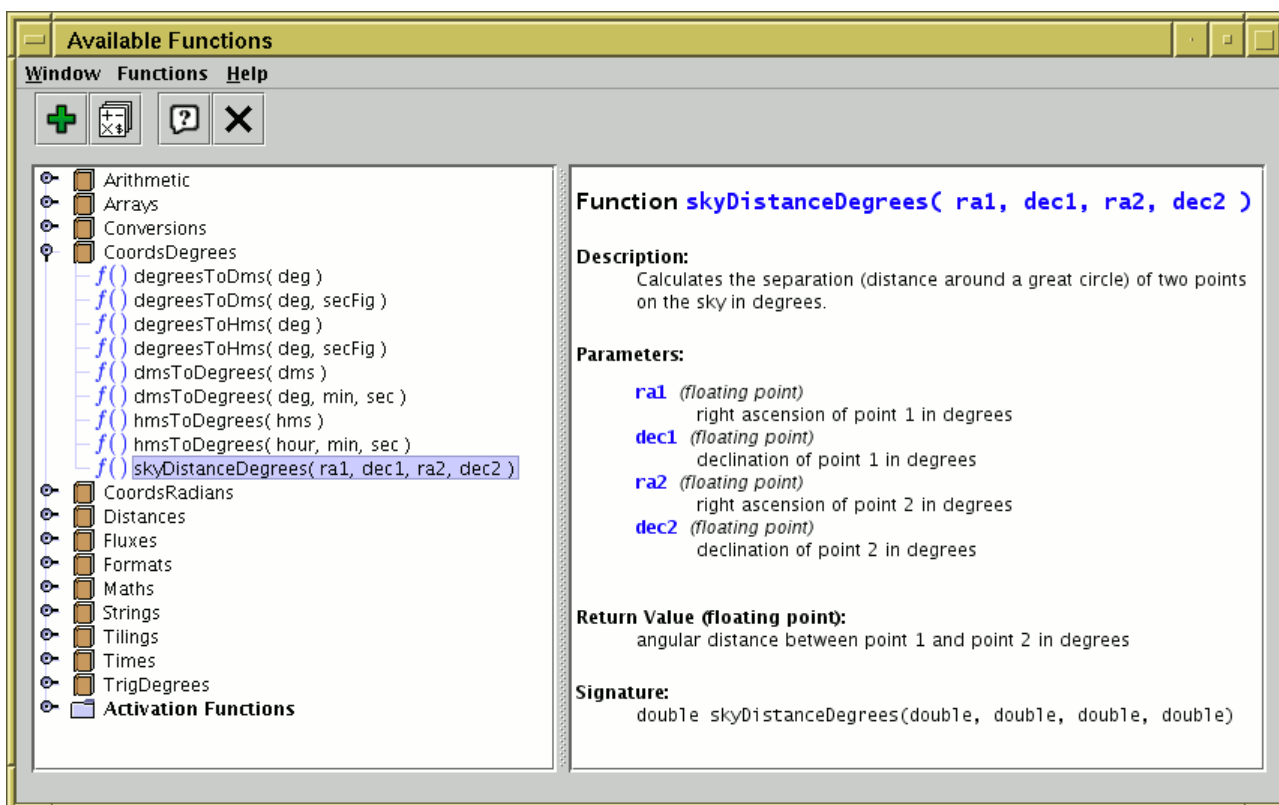 Available Functions
Window Functions Help
Arithmetic
Arrays
Conversions
CoordsDegrees
f() degreesToDms( deg )
f() degreesToDms( deg, secFig )
f() degreesToHms( deg )
f() degreesToHms( deg, secFig )
f() dmsToDegrees( dms )
f() dmsToDegrees( deg, min, sec )
f() hmsToDegrees( hms )
f() hmsToDegrees( hour, min, sec )
f() skyDistanceDegrees( ra1, dec1, ra2, dec2 )
CoordsRadians
Distances
Fluxes
Formats
Maths
Strings
Tilings
Times
TrigDegrees
Activation Functions
Function skyDistanceDegrees( ra1, dec1, ra2, dec2 )
Description:
Calculates the separation (distance around a great circle) of two points
on the sky in degrees.
Parameters:
ra1 (floating point)
right ascension of point 1 in degrees
dec1 (floating point)
declination of point 1 in degrees
ra2 (floating point)
right ascension of point 2 in degrees
dec2 (floating point)
declination of point 2 in degrees
Return Value (floating point):
angular distance between point 1 and point 2 in degrees
Signature:
double skyDistanceDegrees(double, double, double, double)